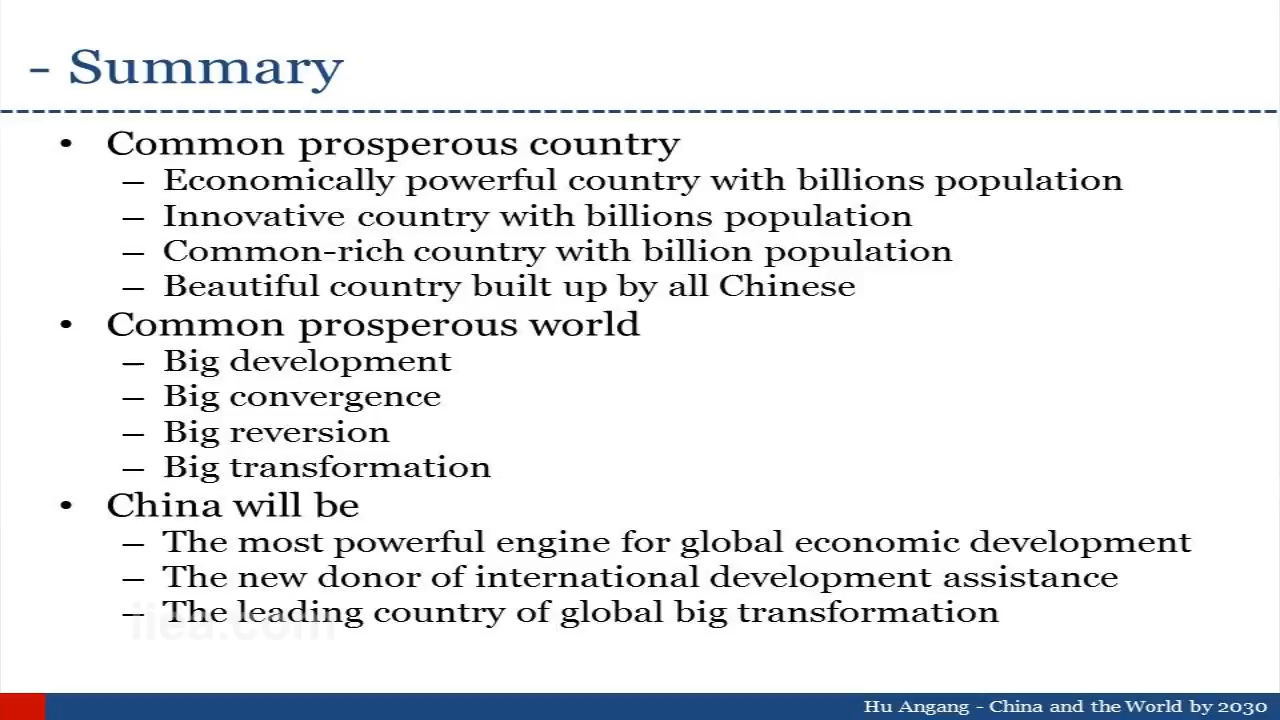 - Summary
• Common prosperous country
– Economically powerful country with billions population
– Innovative country with billions population
– Common-rich country with billion population
– Beautiful country built up by all Chinese
• Common prosperous world
– Big development
– Big convergence
– Big reversion
– Big transformation
• China will be
– The most powerful engine for global economic development
– The new donor of international development assistance
– The leading country of global big transformation
iiea.com
Hu Angang - China and the World by 2030